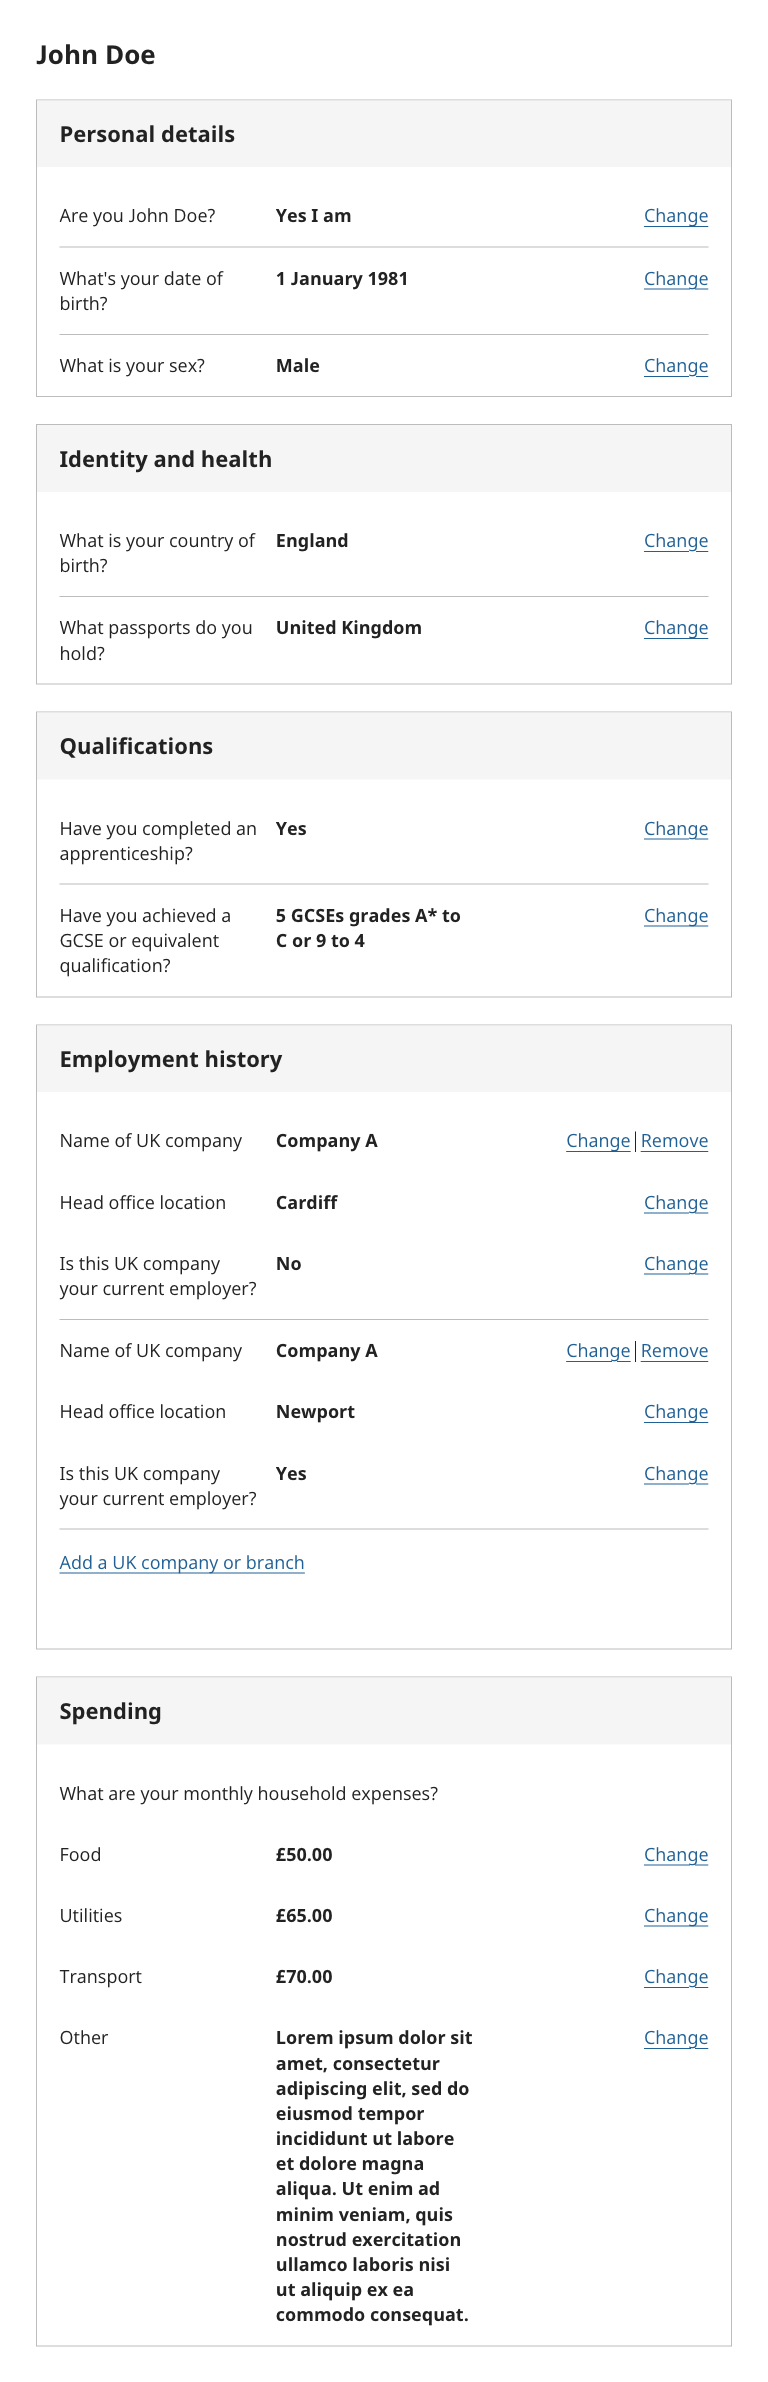 John Doe
Personal details
Are you John Doe? Yes I am Change
What's your date of 1 January 1981 Change
birth?
What is your sex? Male Change
Identity and health
What is your country of England Change
birth?
What passports do you United Kingdom Change
hold?
Qualifications
Have you completed an Yes Change
apprenticeship?
Have you achieved a 5 GCSEs grades A* to Change
GCSE or equivalent C or 9 to 4
qualification?
Employment history
Name of UK company Company A Change | Remove
Head office location Cardiff Change
Is this UK company No Change
your current employer?
Name of UK company Company A Change | Remove
Head office location Newport Change
Is this UK company Yes Change
your current employer?
Add a UK company or branch
Spending
What are your monthly household expenses?
Food £50.00 Change
Utilities £65.00 Change
Transport £70.00 Change
Other Lorem ipsum dolor sit Change
amet, consectetur
adipiscing elit, sed do
eiusmod tempor
incididunt ut labore
et dolore magna
aliqua. Ut enim ad
minim veniam, quis
nostrud exercitation
ullamco laboris nisi
ut aliquip ex ea
commodo consequat.